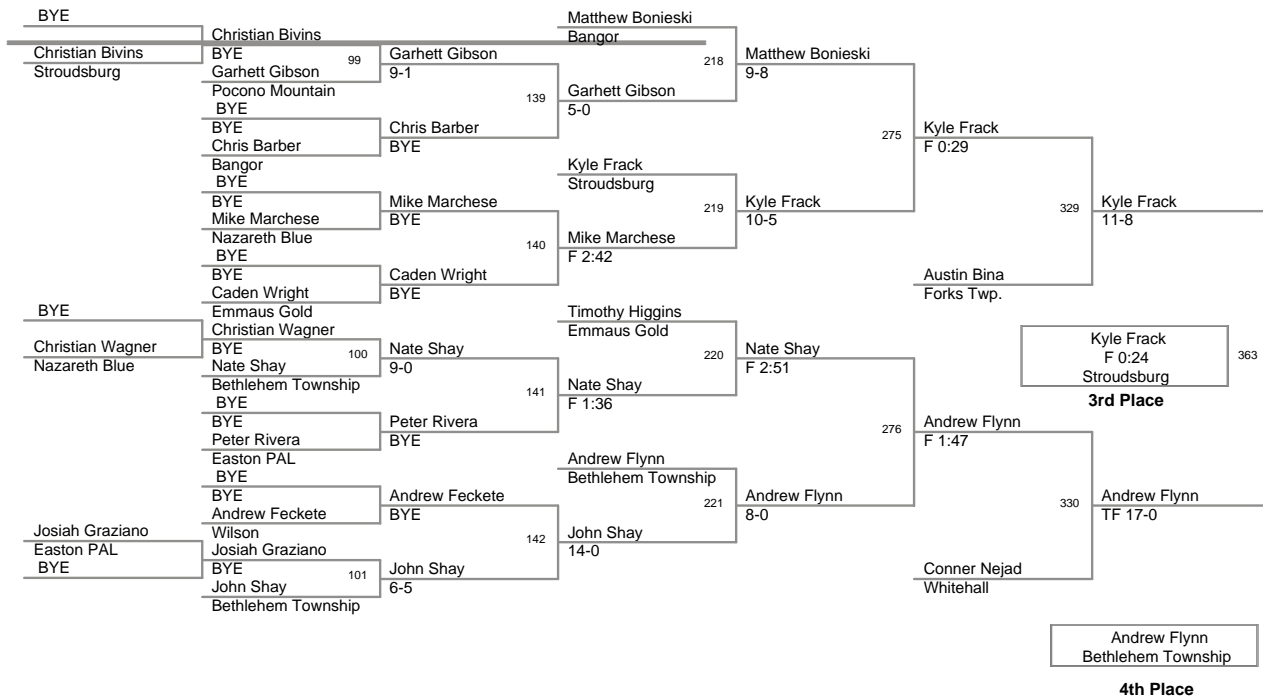 BYE
Christian Bivins
Stroudsburg
BYE
Christian Wagner
Nazareth Blue
Josiah Graziano
Easton PAL
BYE
Christian Bivins
BYE
99
Garhett Gibson
Pocono Mountain
BYE
BYE
Chris Barber
Bangor
BYE
BYE
Mike Marchese
Nazareth Blue
BYE
BYE
Caden Wright
Emmaus Gold
Christian Wagner
BYE
100
Nate Shay
Bethlehem Township
BYE
BYE
Peter Rivera
Easton PAL
BYE
BYE
Andrew Feckete
Wilson
Josiah Graziano
BYE
101
John Shay
Bethlehem Township
Garhett Gibson
9-1
139
Chris Barber
BYE
Mike Marchese
BYE
140
Caden Wright
BYE
Nate Shay
9-0
141
Peter Rivera
BYE
Andrew Feckete
BYE
142
John Shay
6-5
Matthew Bonieski
Bangor
218
Garhett Gibson
5-0
Kyle Frack
Stroudsburg
219
Mike Marchese
F 2:42
Timothy Higgins
Emmaus Gold
220
Nate Shay
F 1:36
Andrew Flynn
Bethlehem Township
221
John Shay
14-0
Matthew Bonieski
9-8
275
Kyle Frack
10-5
Nate Shay
F 2:51
276
Andrew Flynn
8-0
Kyle Frack
F 0:29
329
Austin Bina
Forks Twp.
Andrew Flynn
F 1:47
330
Conner Nejad
Whitehall
Kyle Frack
11-8
Kyle Frack
F 0:24
Stroudsburg
363
3rd Place
Andrew Flynn
TF 17-0
Andrew Flynn
Bethlehem Township
4th Place